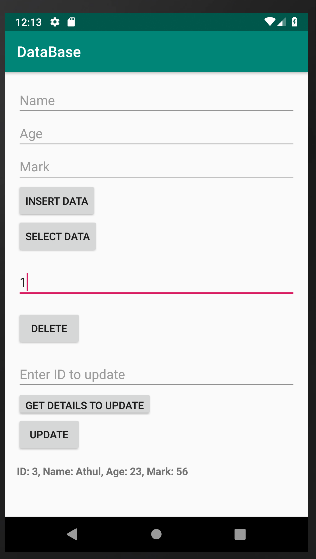 12:13
DataBase
Name
Age
Mark
INSERT DATA
SELECT DATA
1
DELETE
Enter ID to update
GET DETAILS TO UPDATE
UPDATE
ID: 3, Name: Athul, Age: 23, Mark: 56